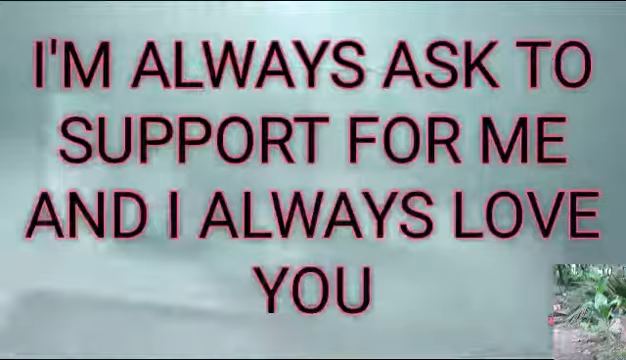 I'M ALWAYS ASK TO
SUPPORT FOR ME
AND I ALWAYS LOVE
YOU